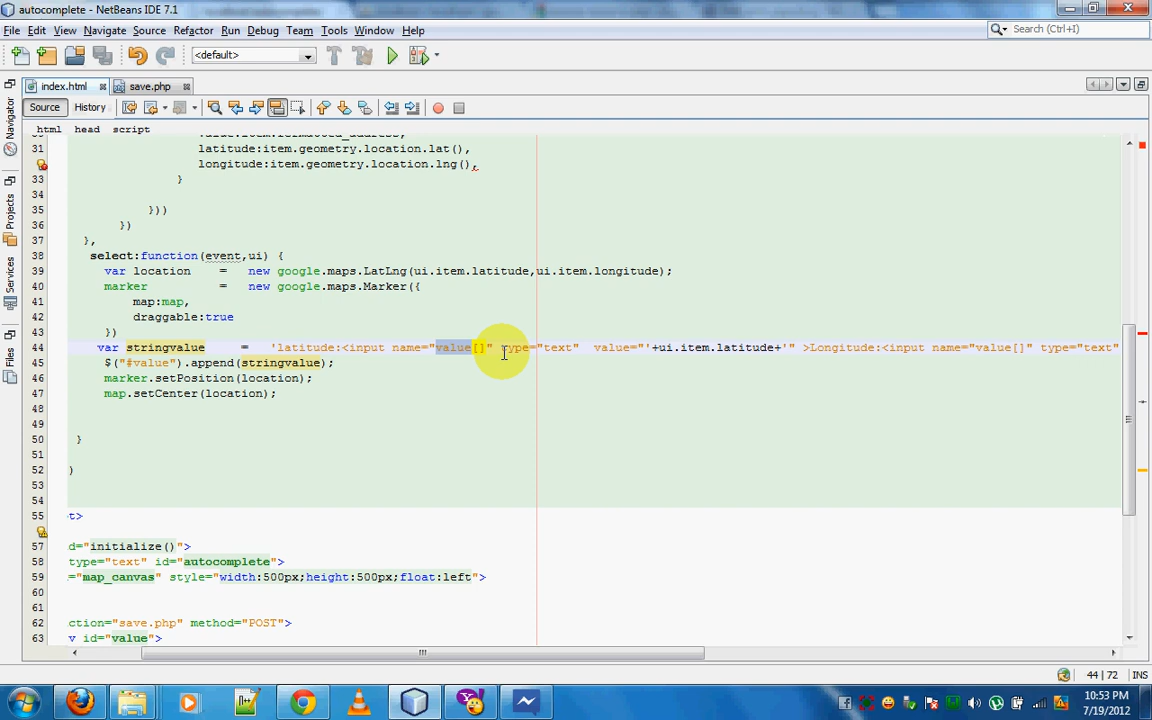 autocomplete - NetBeans IDE 7.1
File Edit View Navigate Source Refactor Run Debug Team Tools Window Help
Search (Ctrl+I)
<default>
index.html save.php
Source History
html head script
Navigator
Projects
Services
Files
31 latitude:item.geometry.location.lat(),
longitude:item.geometry.location.lng(),
33 }
34
35 }))
36 })
37 },
38 select:function(event,ui) {
39 var location = new google.maps.LatLng(ui.item.latitude,ui.item.longitude);
40 marker = new google.maps.Marker({
41 map:map,
42 draggable:true
43 })
44 var stringvalue = 'latitude:<input name="value[]" type="text" value="'+ui.item.latitude+'" >Longitude:<input name="value[]" type="text"
45 $("#value").append(stringvalue);
46 marker.setPosition(location);
47 map.setCenter(location);
48
49
50 }
51
52 )
53
54
55 t>
57 d="initialize()">
58 type="text" id="autocomplete">
59 ="map_canvas" style="width:500px;height:500px;float:left">
60
61
62 ction="save.php" method="POST">
63 v id="value">
44 | 72 INS
10:53 PM
7/19/2012